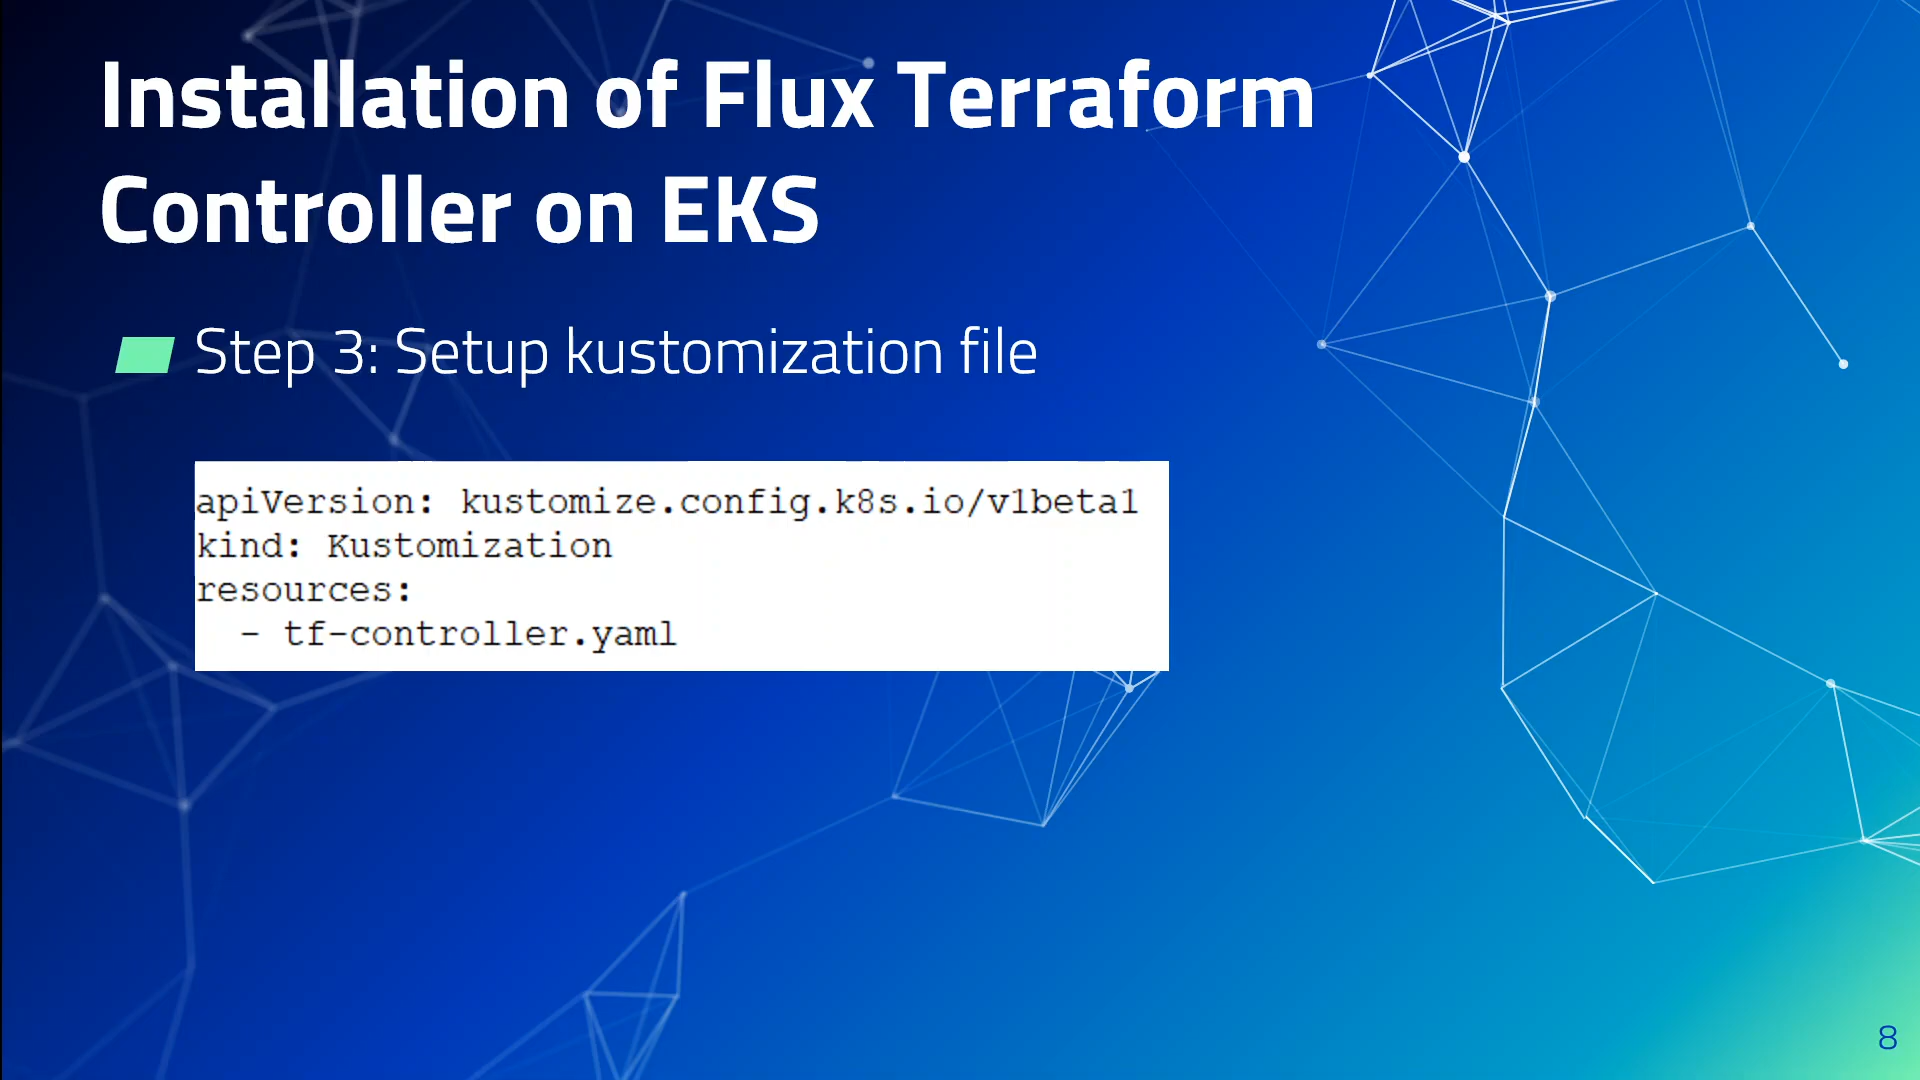 Installation of Flux Terraform
Controller on EKS
Step 3: Setup kustomization file
apiVersion: kustomize.config.k8s.io/v1beta1
kind: Kustomization
resources:
  - tf-controller.yaml
8